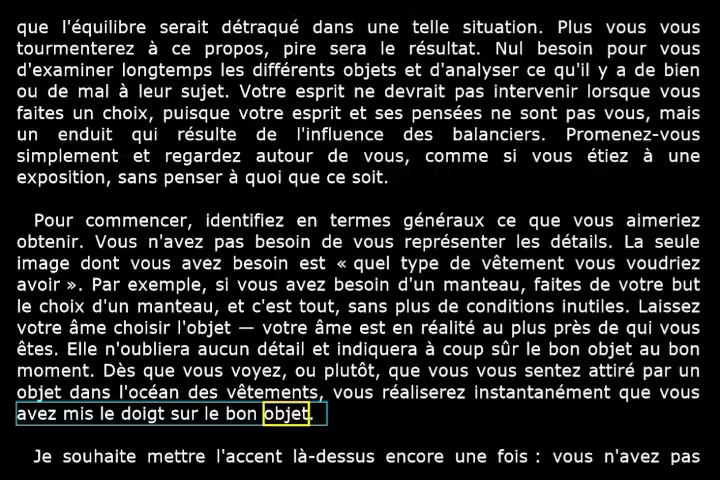 que l'équilibre serait détraqué dans une telle situation. Plus vous vous
tourmenterez à ce propos, pire sera le résultat. Nul besoin pour vous
d'examiner longtemps les différents objets et d'analyser ce qu'il y a de bien
ou de mal à leur sujet. Votre esprit ne devrait pas intervenir lorsque vous
faites un choix, puisque votre esprit et ses pensées ne sont pas vous, mais
un enduit qui résulte de l'influence des balanciers. Promenez-vous
simplement et regardez autour de vous, comme si vous étiez à une
exposition, sans penser à quoi que ce soit.
Pour commencer, identifiez en termes généraux ce que vous aimeriez
obtenir. Vous n'avez pas besoin de vous représenter les détails. La seule
image dont vous avez besoin est « quel type de vêtement vous voudriez
avoir ». Par exemple, si vous avez besoin d'un manteau, faites de votre but
le choix d'un manteau, et c'est tout, sans plus de conditions inutiles. Laissez
votre âme choisir l'objet — votre âme est en réalité au plus près de qui vous
êtes. Elle n'oubliera aucun détail et indiquera à coup sûr le bon objet au bon
moment. Dès que vous voyez, ou plutôt, que vous vous sentez attiré par un
objet dans l'océan des vêtements, vous réaliserez instantanément que vous
avez mis le doigt sur le bon objet.
Je souhaite mettre l'accent là-dessus encore une fois : vous n'avez pas